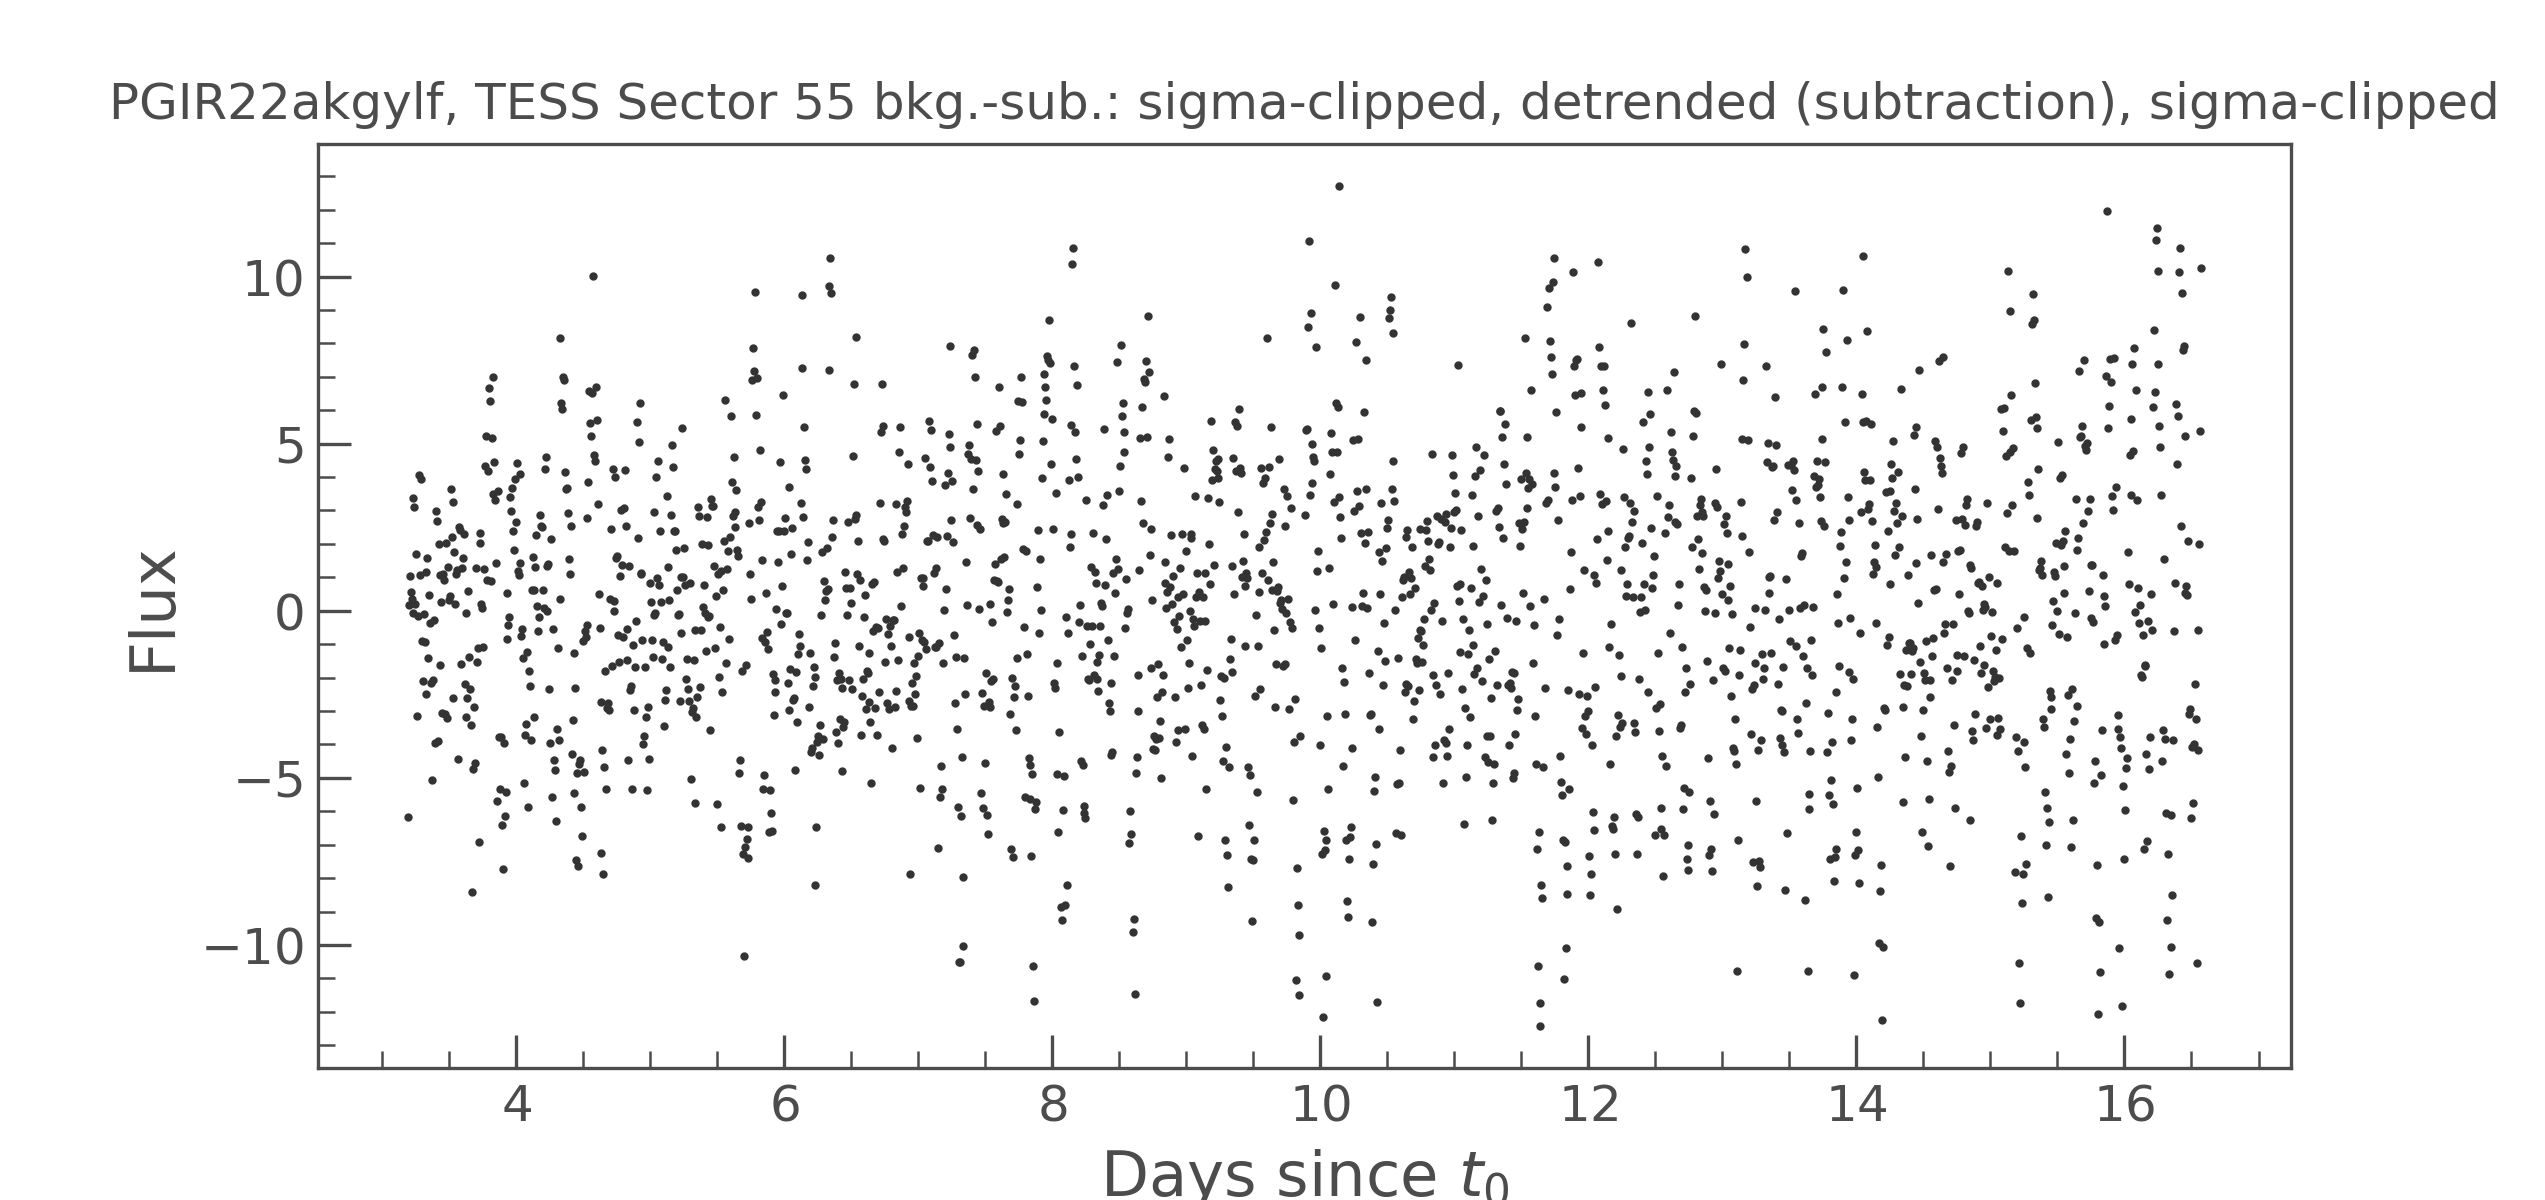 PGIR22akgylf, TESS Sector 55 bkg.-sub.: sigma-clipped, detrended (subtraction), sigma-clipped
10
5
0
−5
−10
Flux
4 6 8 10 12 14 16
Days since t₀